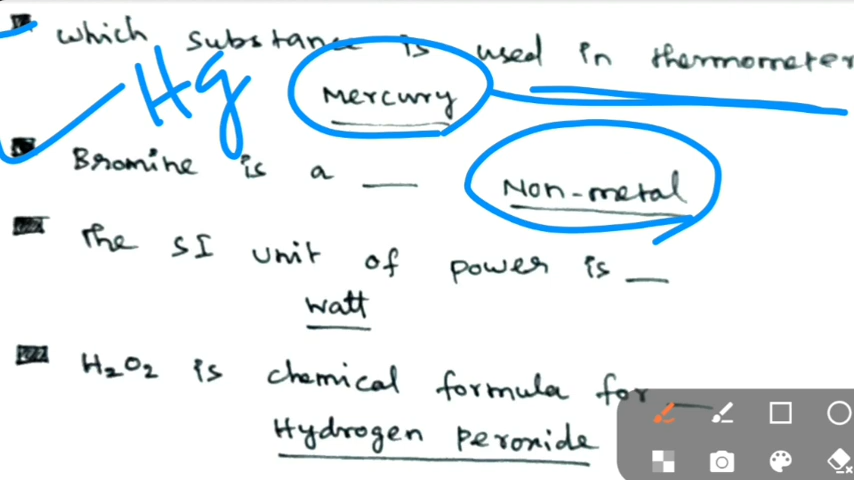 which substance is used in thermometer
Hg
Mercury
Bromine is a __
Non-metal
The SI unit of power is __
watt
H₂O₂ is chemical formula for __
Hydrogen Peroxide